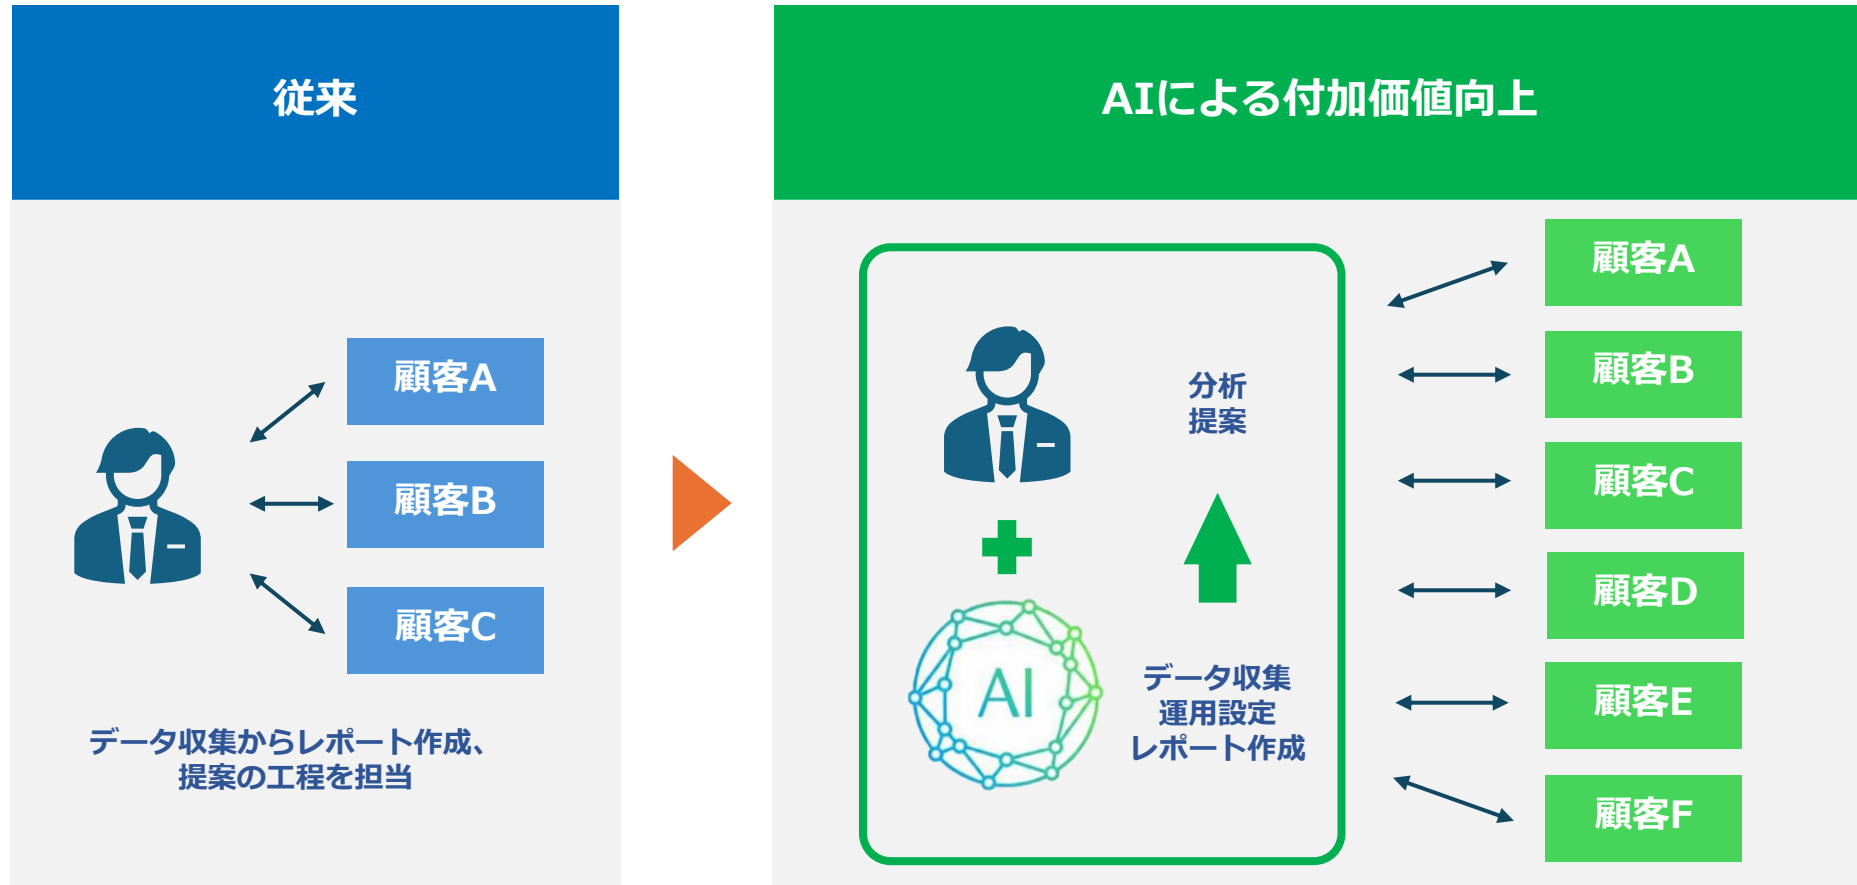 従来
顧客A
顧客B
顧客C
データ収集からレポート作成、
提案の工程を担当
AIによる付加価値向上
分析
提案
AI
データ収集
運用設定
レポート作成
顧客A
顧客B
顧客C
顧客D
顧客E
顧客F